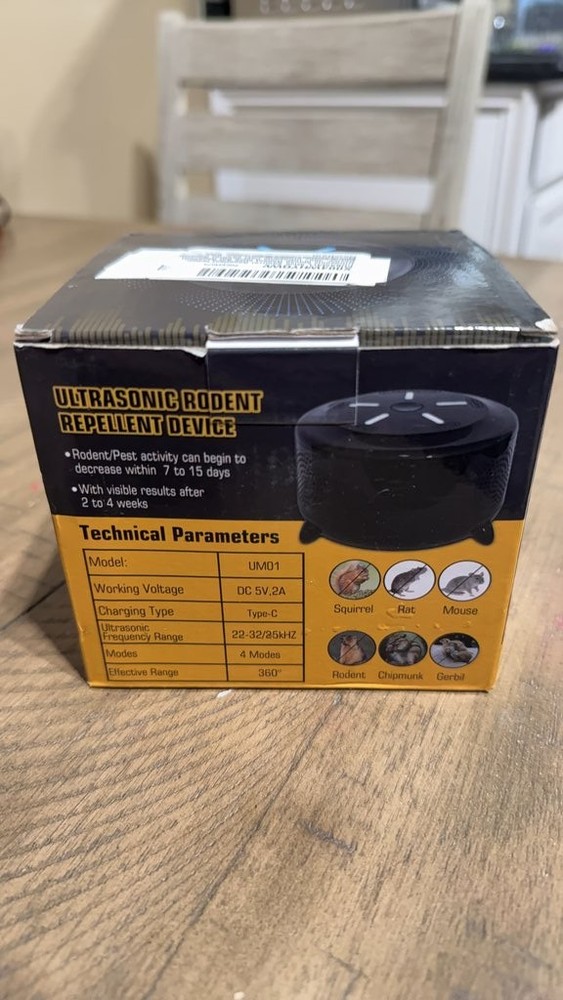 ULTRASONIC RODENT
REPELLENT DEVICE
•Rodent/Pest activity can begin to
decrease within 7 to 15 days
•With visible results after
2 to 4 weeks
Technical Parameters
Model: UM01
Working Voltage DC 5V,2A
Charging Type Type-C
Ultrasonic
Frequency Range 22-32/25kHZ
Modes 4 Modes
Effective Range 360°
Squirrel Rat Mouse
Rodent Chipmunk Gerbil